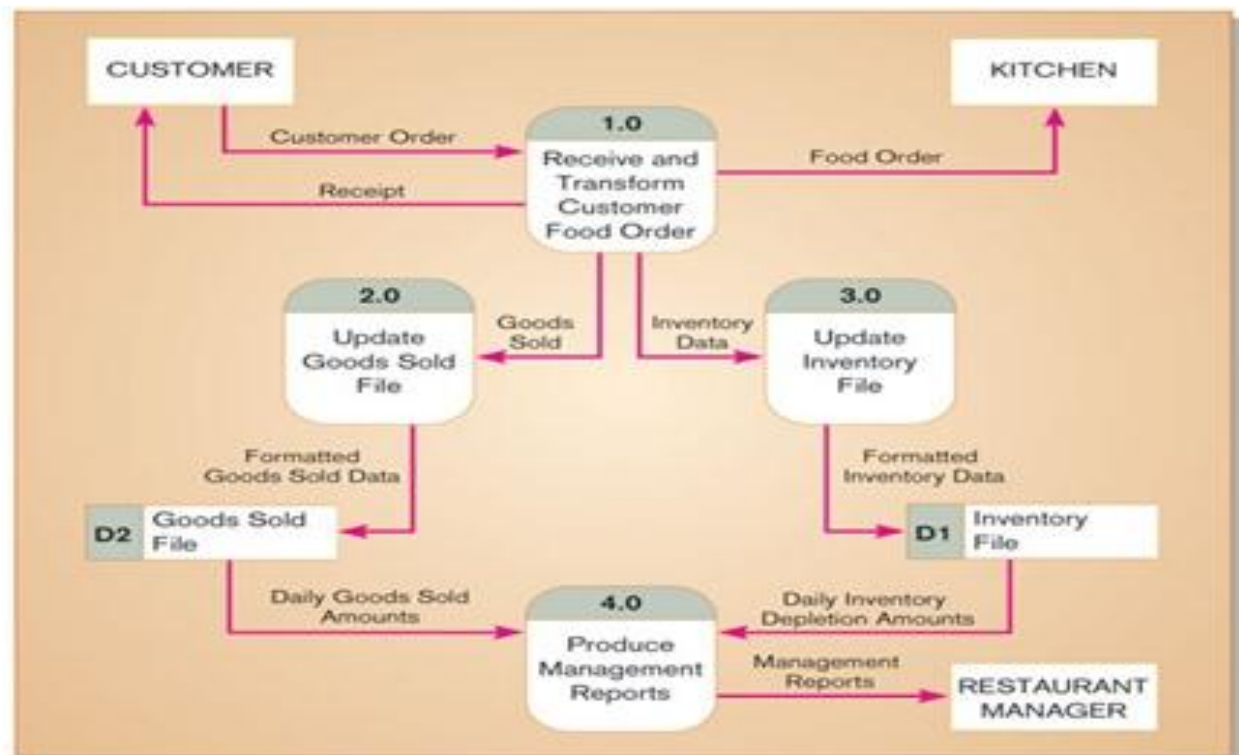 CUSTOMER
KITCHEN
Customer Order
Receipt
1.0
Receive and
Transform
Customer
Food Order
Food Order
2.0
Update
Goods Sold
File
Goods
Sold
Inventory
Data
3.0
Update
Inventory
File
Formatted
Goods Sold Data
Formatted
Inventory Data
D2
Goods Sold
File
D1
Inventory
File
Daily Goods Sold
Amounts
4.0
Produce
Management
Reports
Daily Inventory
Depletion Amounts
Management
Reports
RESTAURANT
MANAGER